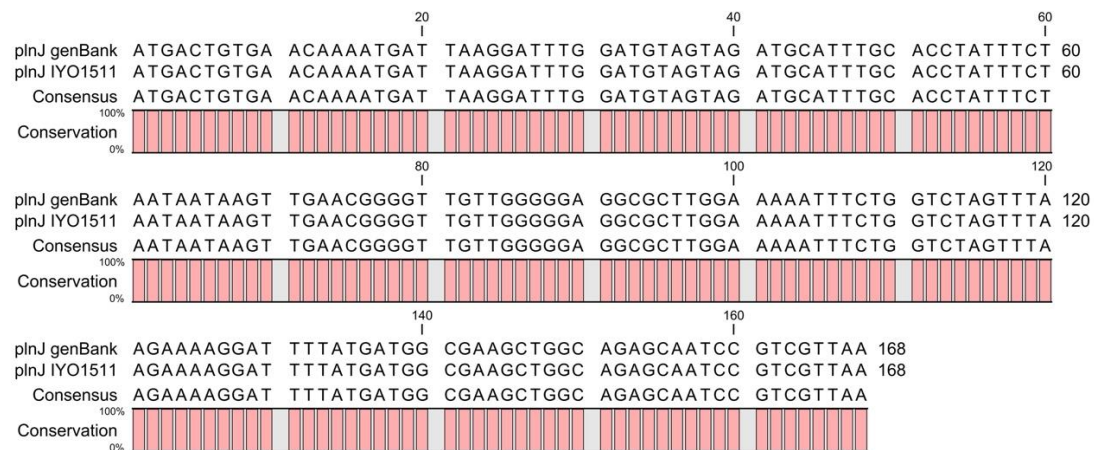 20 40 60
plnJ genBank ATGACTGTGA ACAAAATGAT TAAGGATTTG GATGTAGTAG ATGCATTTGC ACCTATTTCT 60
plnJ IYO1511 ATGACTGTGA ACAAAATGAT TAAGGATTTG GATGTAGTAG ATGCATTTGC ACCTATTTCT 60
Consensus ATGACTGTGA ACAAAATGAT TAAGGATTTG GATGTAGTAG ATGCATTTGC ACCTATTTCT
100%
Conservation
0%
80 100 120
plnJ genBank AATAATAAGT TGAACGGGGT TGTTGGGGGA GGCGCTTGGA AAAATTTCTG GTCTAGTTTA 120
plnJ IYO1511 AATAATAAGT TGAACGGGGT TGTTGGGGGA GGCGCTTGGA AAAATTTCTG GTCTAGTTTA 120
Consensus AATAATAAGT TGAACGGGGT TGTTGGGGGA GGCGCTTGGA AAAATTTCTG GTCTAGTTTA
100%
Conservation
0%
140 160
plnJ genBank AGAAAAGGAT TTTATGATGG CGAAGCTGGC AGAGCAATCC GTCGTTAA 168
plnJ IYO1511 AGAAAAGGAT TTTATGATGG CGAAGCTGGC AGAGCAATCC GTCGTTAA 168
Consensus AGAAAAGGAT TTTATGATGG CGAAGCTGGC AGAGCAATCC GTCGTTAA
100%
Conservation
0%